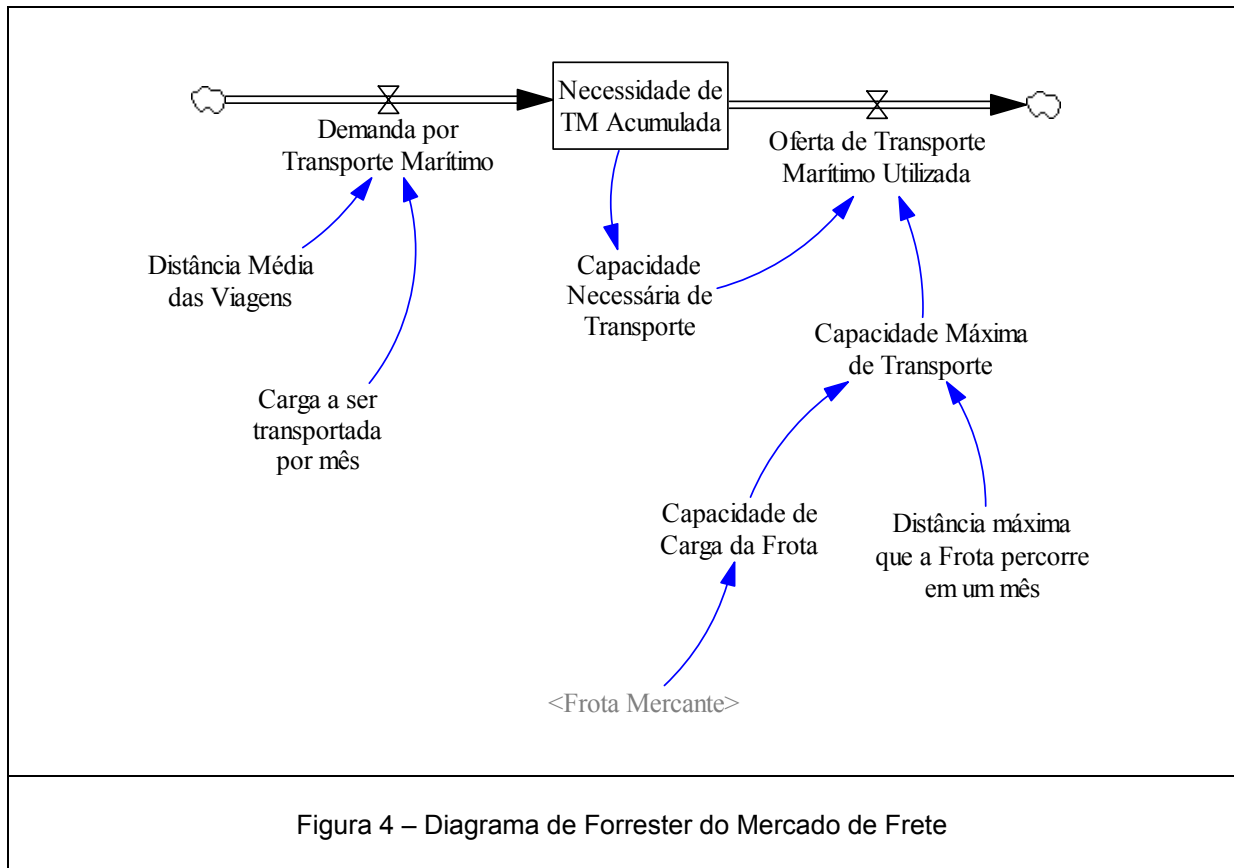 Necessidade de
TM Acumulada
Demanda por
Transporte Marítimo
Oferta de Transporte
Marítimo Utilizada
Distância Média
das Viagens
Capacidade
Necessária de
Transporte
Capacidade Máxima
de Transporte
Carga a ser
transportada
por mês
Capacidade de
Carga da Frota
Distância máxima
que a Frota percorre
em um mês
<Frota Mercante>
Figura 4 – Diagrama de Forrester do Mercado de Frete